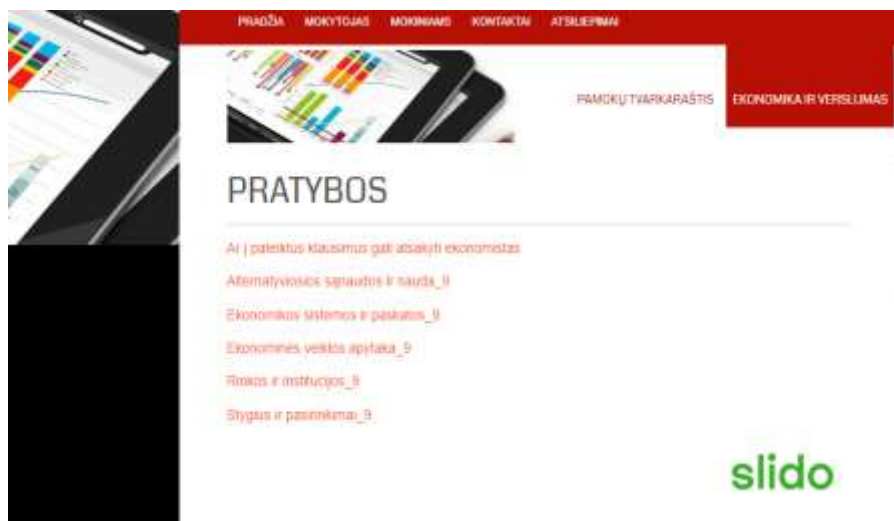 PRADŽIA MOKYTOJAS MOKINIAMS KONTAKTAI ATSILIEPIMAI
PAMOKŲ TVARKARAŠTIS EKONOMIKA IR VERSLUMAS
PRATYBOS
Ar į pateiktus klausimus gali atsakyti ekonomistas
Alternatyviosios sąnaudos ir nauda_9
Ekonomikos sistemos ir paskatos_9
Ekonominės veiklos apytaka_9
Rinkos ir institucijos_9
Stygius ir pasirinkimai_9
slido